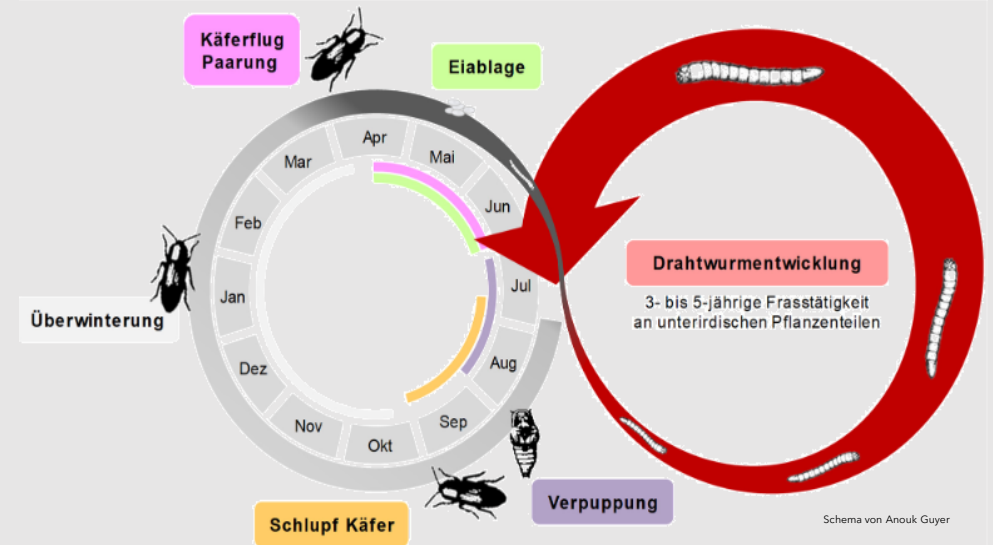 Käferflug
Paarung
Eiablage
Apr
Mai
Jun
Jul
Aug
Sep
Okt
Nov
Dez
Jan
Feb
Mar
Überwinterung
Drahtwurmentwicklung
3- bis 5-jährige Frasstätigkeit
an unterirdischen Pflanzenteilen
Verpuppung
Schlupf Käfer
Schema von Anouk Guyer